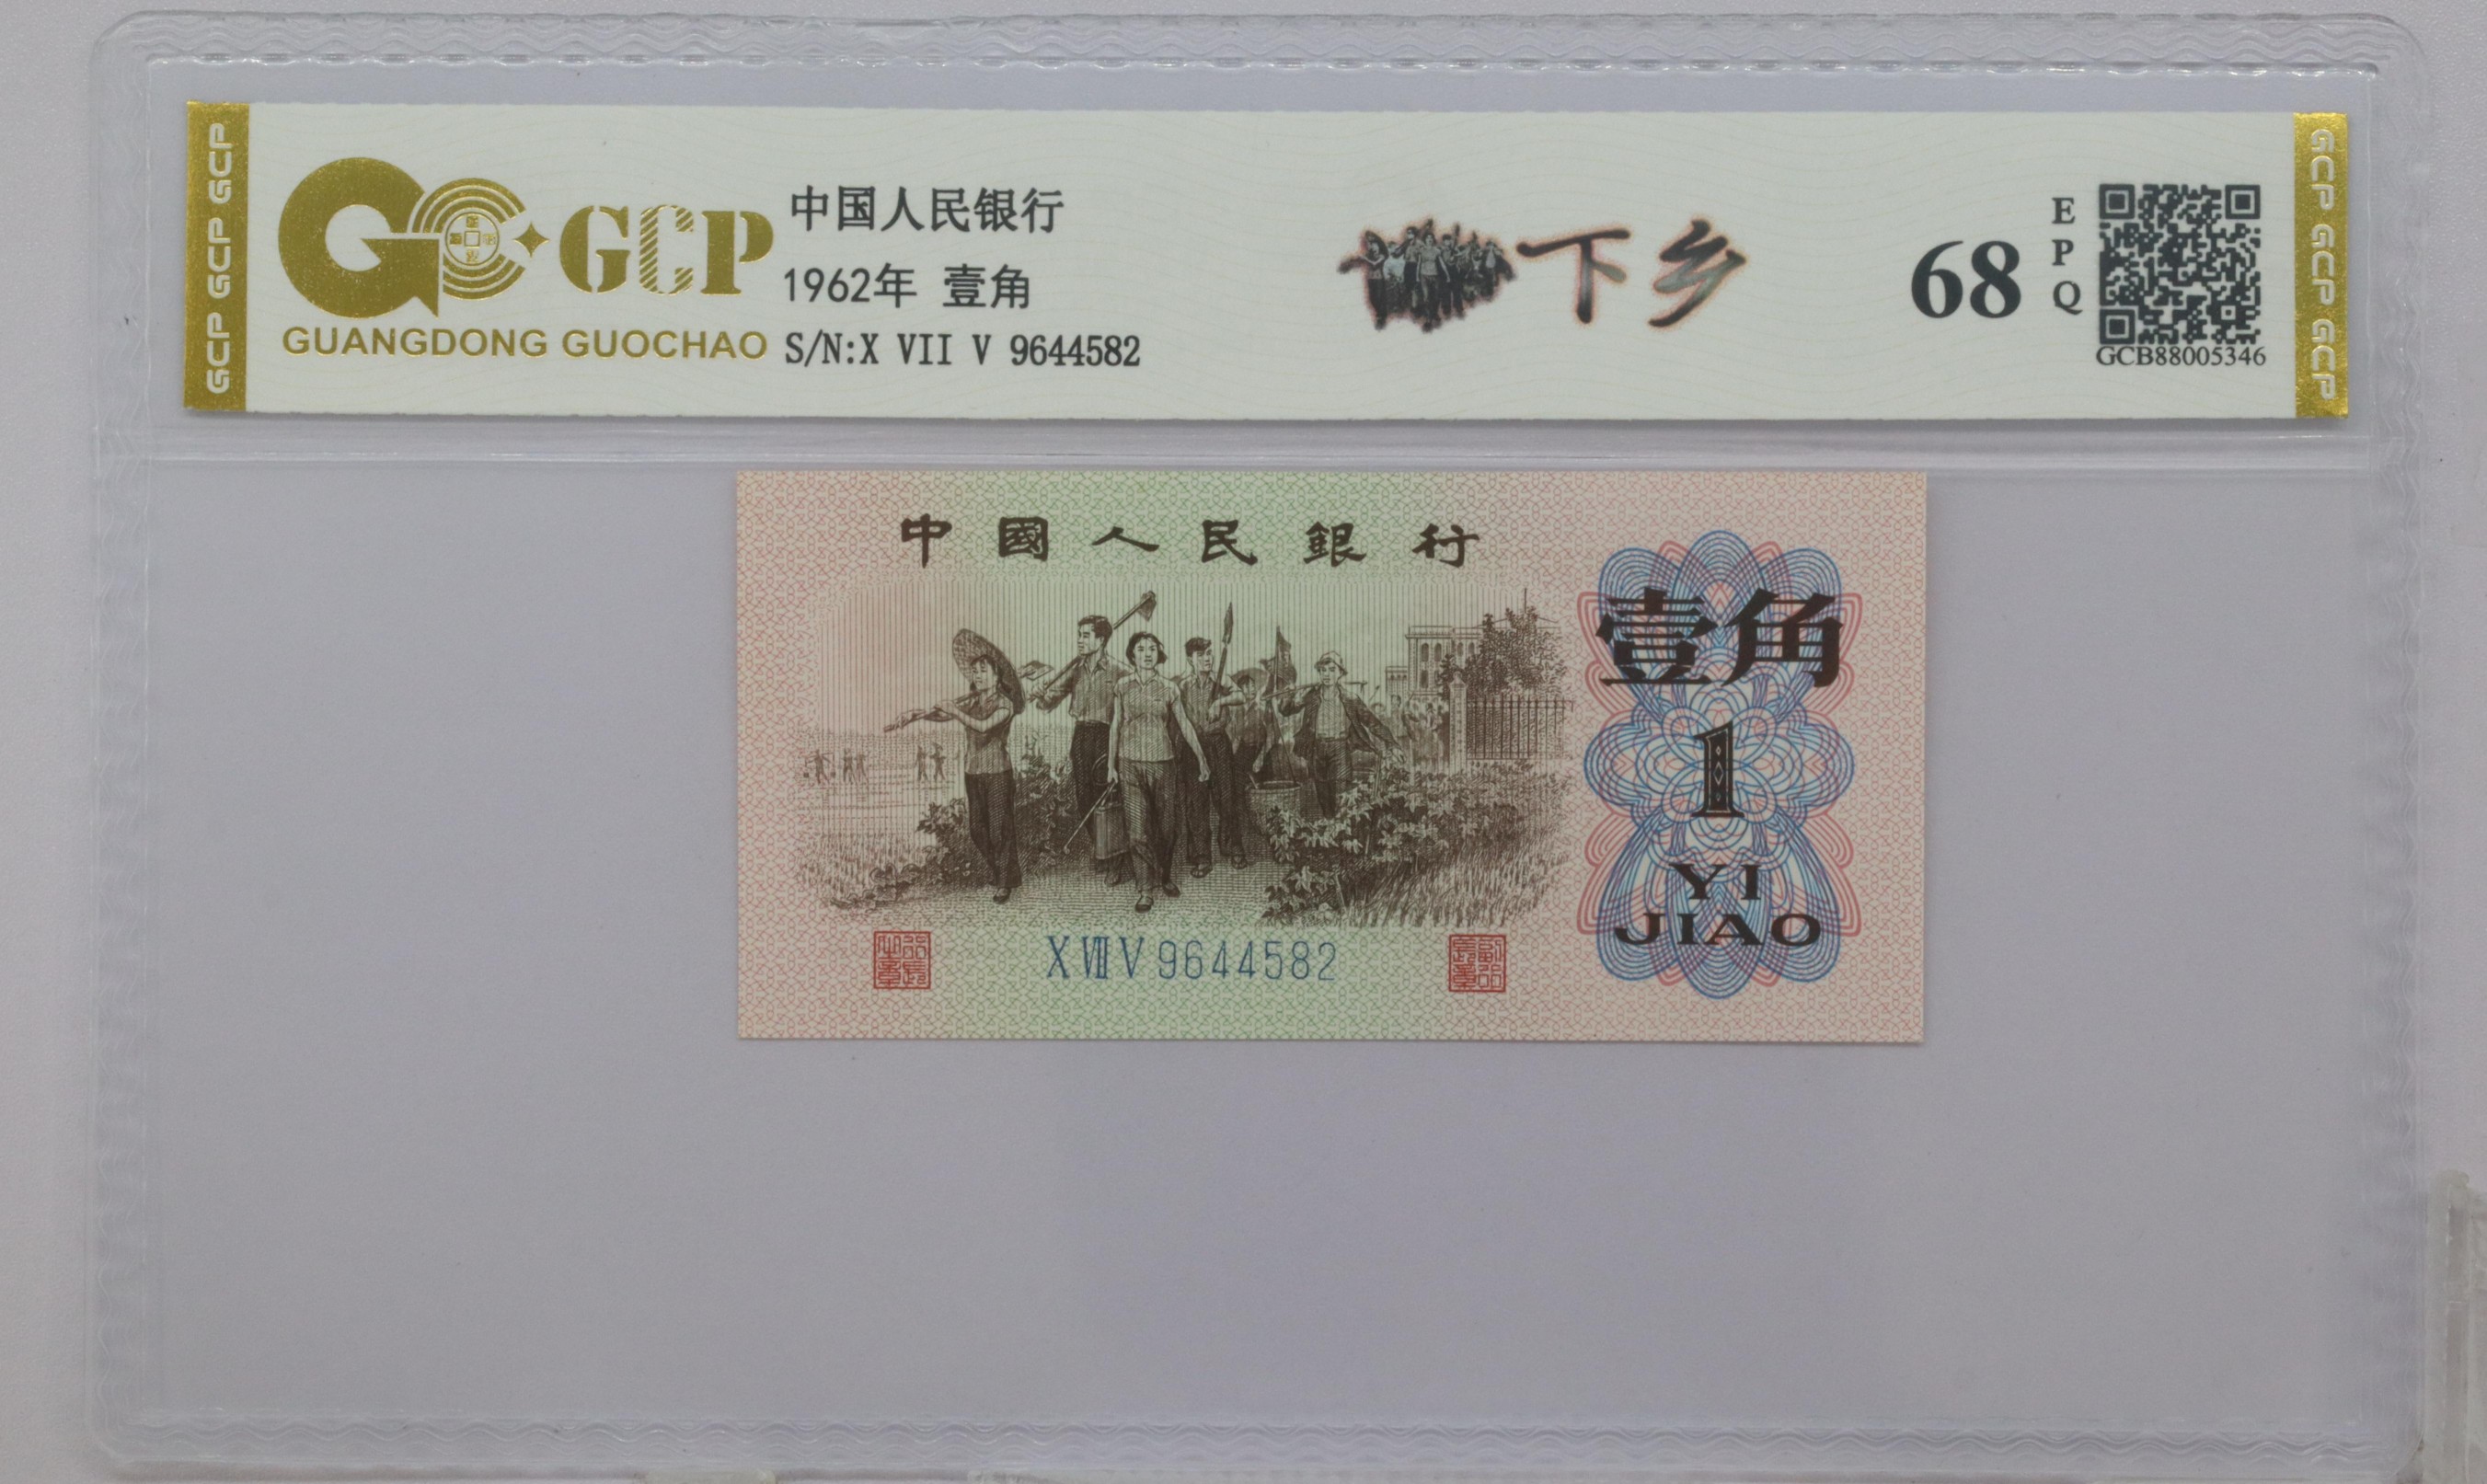 GCP GCP GCP
GCP
GUANGDONG GUOCHAO
中国人民银行
1962年 壹角
S/N:X VII V 9644582
下乡
68
EPQ
GCB88005346
GCP GCP GCP
中國人民銀行
壹角
1
YI
JIAO
X VII V 9644582